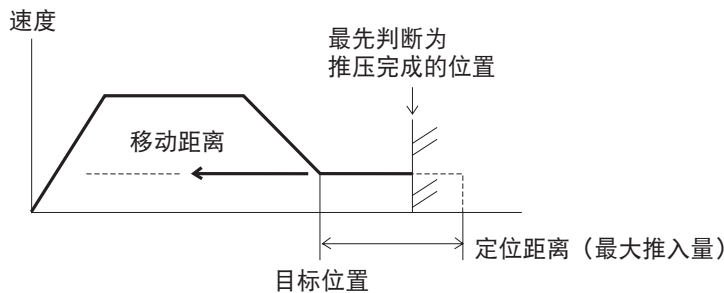 速度
最先判断为
推压完成的位置
移动距离
定位距离（最大推入量）
目标位置